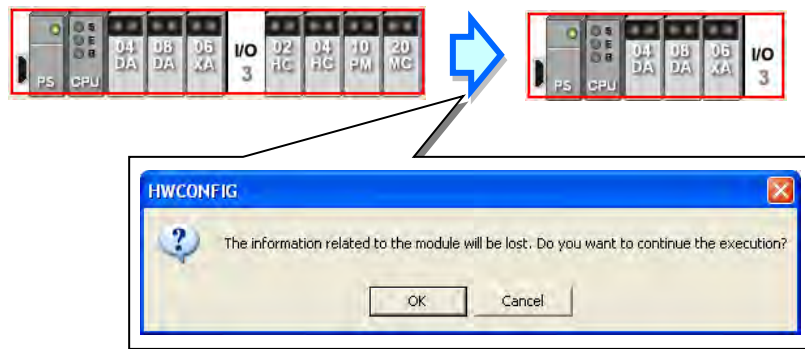 PS CPU 04 DA 08 DA 06 XA I/O 3 02 HC 04 HC 10 PM 20 MC
PS CPU 04 DA 08 DA 06 XA I/O 3
HWCONFIG
The information related to the module will be lost. Do you want to continue the execution?
OK Cancel